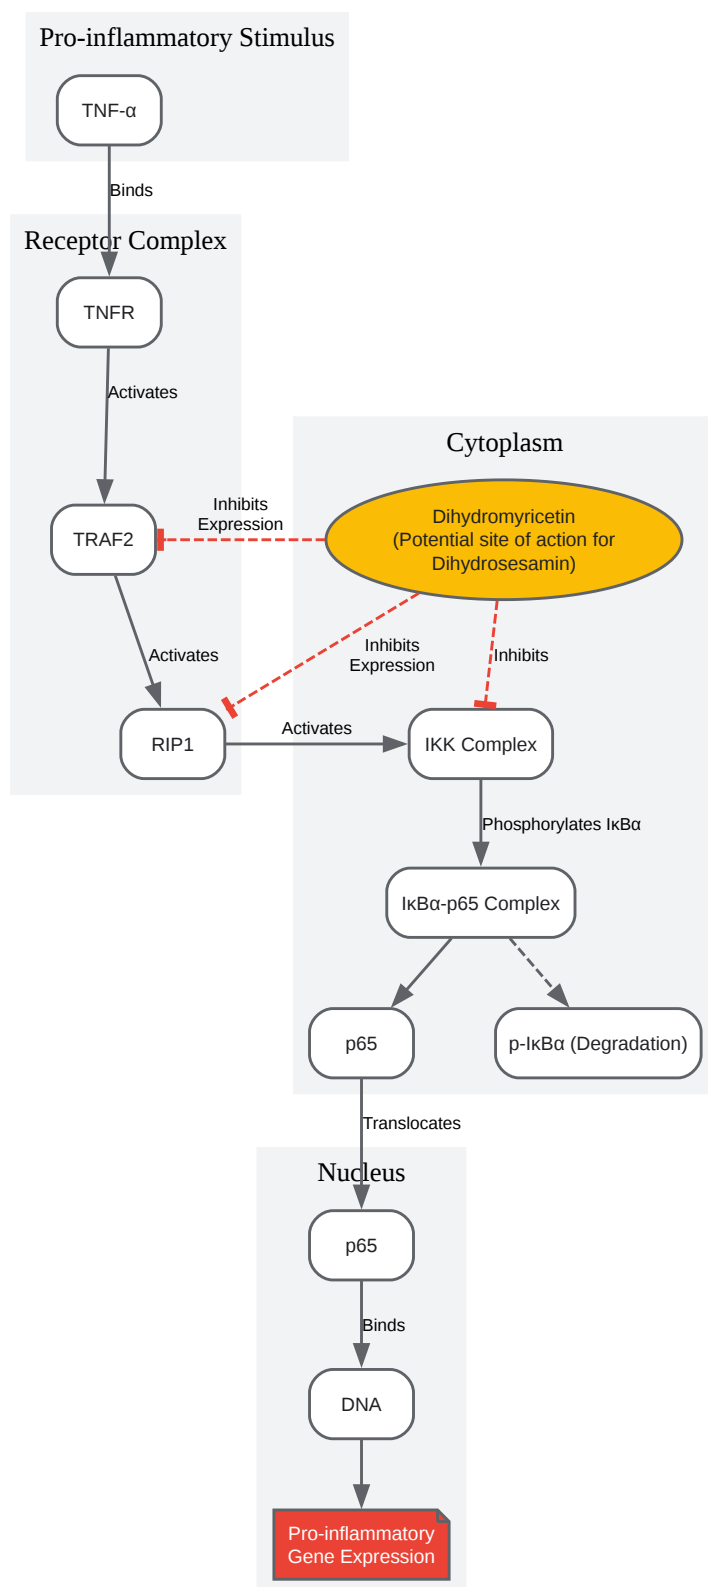 Pro-inflammatory Stimulus
TNF-α
Binds
Receptor Complex
TNFR
Activates
Cytoplasm
TRAF2
Inhibits
Expression
Dihydromyricetin
(Potential site of action for
Dihydrosesamin)
Activates
Inhibits
Expression
Inhibits
RIP1
Activates
IKK Complex
Phosphorylates IκBα
IκBα-p65 Complex
p65
p-IκBα (Degradation)
Translocates
Nucleus
p65
Binds
DNA
Pro-inflammatory
Gene Expression